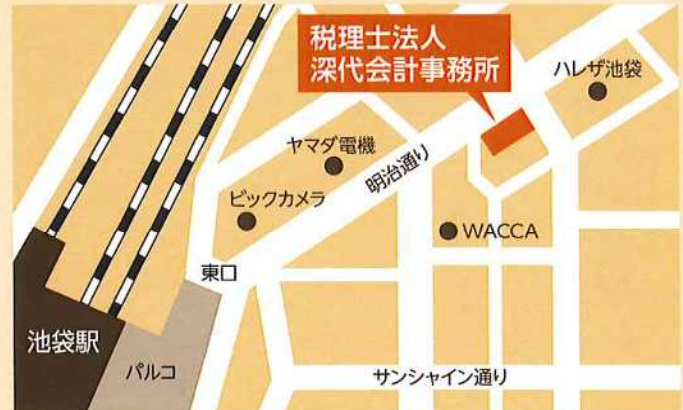 税理士法人
深代会計事務所
ハレザ池袋
ヤマダ電機
明治通り
ビックカメラ
WACCA
東口
池袋駅
パルコ
サンシャイン通り